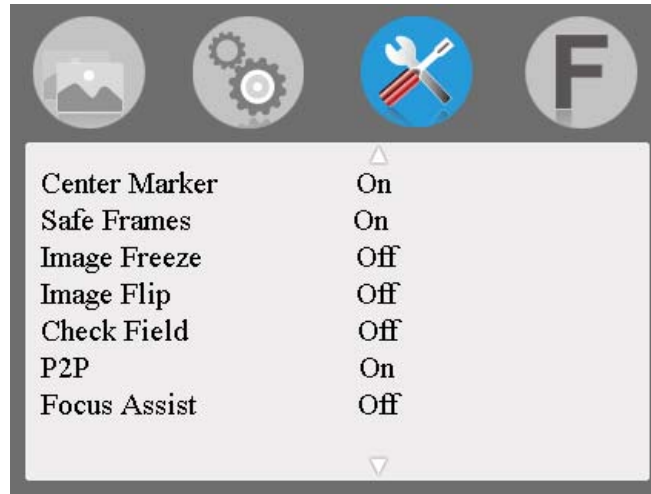 F
Center Marker On
Safe Frames On
Image Freeze Off
Image Flip Off
Check Field Off
P2P On
Focus Assist Off